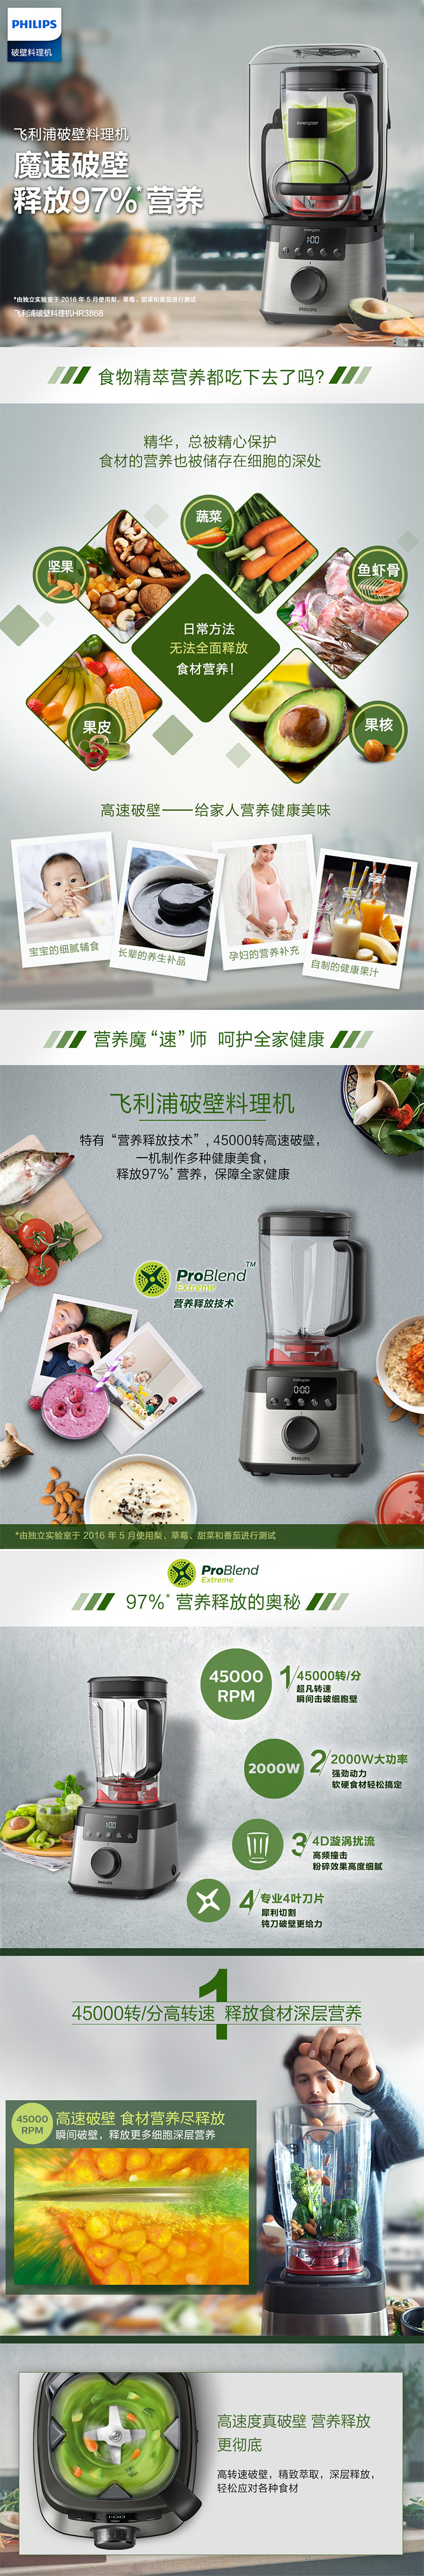 PHILIPS
破壁料理机
飞利浦破壁料理机
魔速破壁
释放97%*营养
*由独立实验室于 2016 年 5 月使用梨、草莓、甜菜和番茄进行测试
飞利浦破壁料理机HR3868
innergizer
innergizer
1:00
PHILIPS
食物精萃营养都吃下去了吗?
精华，总被精心保护
食材的营养也被储存在细胞的深处
蔬菜
坚果
鱼虾骨
日常方法
无法全面释放
食材营养！
果皮
果核
高速破壁——给家人营养健康美味
宝宝的细腻辅食
长辈的养生补品
孕妇的营养补充
自制的健康果汁
营养魔“速”师 呵护全家健康
飞利浦破壁料理机
特有“营养释放技术”, 45000转高速破壁，
一机制作多种健康美食，
释放97%*营养，保障全家健康
ProBlend™
Extreme
营养释放技术
innergizer
0:00
PHILIPS
*由独立实验室于 2016 年 5 月使用梨、草莓、甜菜和番茄进行测试
ProBlend
Extreme
97%*营养释放的奥秘
45000
RPM
1 45000转/分
超凡转速
瞬间击破细胞壁
2000W
2 2000W大功率
强劲动力
软硬食材轻松搞定
3 4D漩涡扰流
高频撞击
粉碎效果高度细腻
4 专业4叶刀片
犀利切割
钝刀破壁更给力
1:00
PHILIPS
1
45000转/分高转速 释放食材深层营养
45000
RPM
高速破壁 食材营养尽释放
瞬间破壁，释放更多细胞深层营养
高速度真破壁 营养释放
更彻底
高转速破壁，精致萃取，深层释放，
轻松应对各种食材